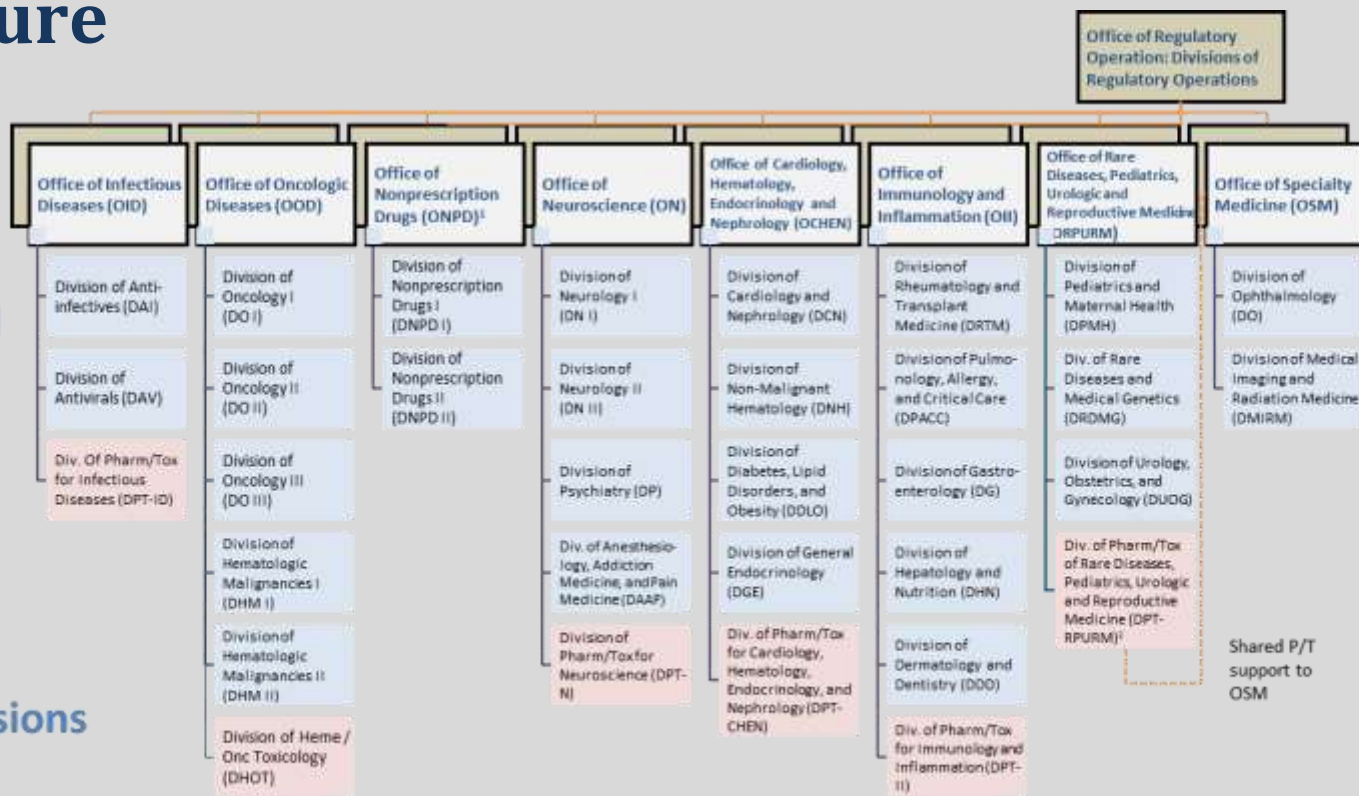 ure
Office of Regulatory
Operation: Divisions of
Regulatory Operations
Office of Infectious
Diseases (OID)
Division of Anti-
infectives (DAI)
Division of
Antivirals (DAV)
Div. Of Pharm/Tox
for Infectious
Diseases (DPT-ID)
Office of Oncologic
Diseases (OOD)
Division of
Oncology I
(DO I)
Division of
Oncology II
(DO II)
Division of
Oncology III
(DO III)
Division of
Hematologic
Malignancies I
(DHM I)
Division of
Hematologic
Malignancies II
(DHM II)
Division of Heme /
Onc Toxicology
(DHOT)
Office of
Nonprescription
Drugs (ONPD)¹
Division of
Nonprescription
Drugs I
(DNPD I)
Division of
Nonprescription
Drugs II
(DNPD II)
Office of
Neuroscience (ON)
Division of
Neurology I
(DN I)
Division of
Neurology II
(DN II)
Division of
Psychiatry (DP)
Div. of Anesthesio-
logy, Addiction
Medicine, and Pain
Medicine (DAAP)
Division of
Pharm/Tox for
Neuroscience (DPT-
N)
Office of Cardiology,
Hematology,
Endocrinology and
Nephrology (OCHEN)
Division of
Cardiology and
Nephrology (DCN)
Division of
Non-Malignant
Hematology (DNH)
Division of
Diabetes, Lipid
Disorders, and
Obesity (DDLO)
Division of General
Endocrinology
(DGE)
Div. of Pharm/Tox
for Cardiology,
Hematology,
Endocrinology, and
Nephrology (DPT-
CHEN)
Office of
Immunology and
Inflammation (OII)
Division of
Rheumatology and
Transplant
Medicine (DRTM)
Division of Pulmo-
nology, Allergy,
and Critical Care
(DPACC)
Division of Gastro-
enterology (DG)
Division of
Hepatology and
Nutrition (DHN)
Division of
Dermatology and
Dentistry (DDD)
Div. of Pharm/Tox
for Immunology and
Inflammation (DPT-
II)
Office of Rare
Diseases, Pediatrics,
Urologic and
Reproductive Medicine
ORPURM)
Division of
Pediatrics and
Maternal Health
(DPMH)
Div. of Rare
Diseases and
Medical Genetics
(DRDMG)
Division of Urology,
Obstetrics, and
Gynecology (DUOG)
Div. of Pharm/Tox
of Rare Diseases,
Pediatrics, Urologic
and Reproductive
Medicine (DPT-
RPURM)²
Office of Specialty
Medicine (OSM)
Division of
Ophthalmology
(DO)
Division of Medical
Imaging and
Radiation Medicine
(DMIRM)
Shared P/T
support to
OSM
sions